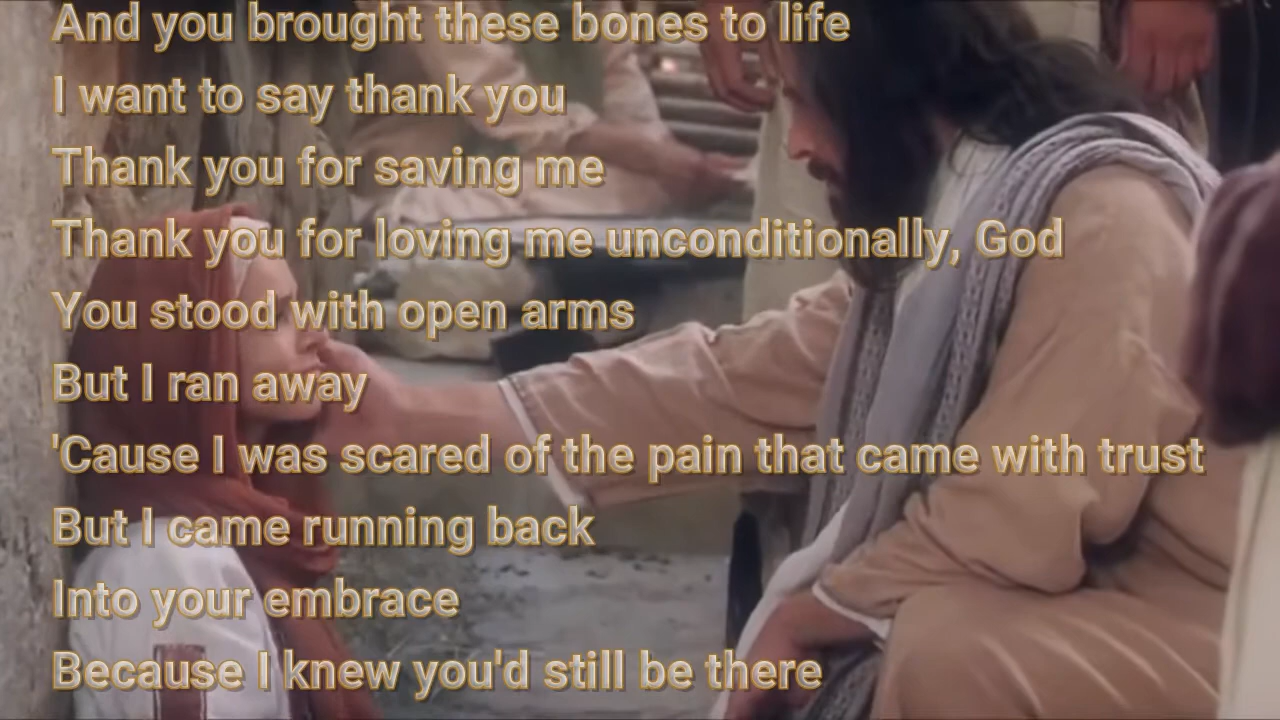 And you brought these bones to life
I want to say thank you
Thank you for saving me
Thank you for loving me unconditionally, God
You stood with open arms
But I ran away
'Cause I was scared of the pain that came with trust
But I came running back
Into your embrace
Because I knew you'd still be there